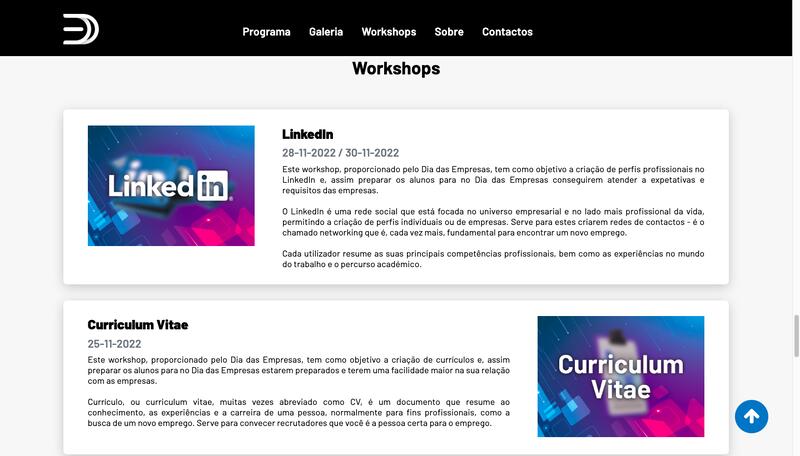 Programa Galeria Workshops Sobre Contactos
Workshops
LinkedIn
LinkedIn
28-11-2022 / 30-11-2022
Este workshop, proporcionado pelo Dia das Empresas, tem como objetivo a criação de perfis profissionais no
LinkedIn e, assim preparar os alunos para no Dia das Empresas conseguirem atender a expetativas e
requisitos das empresas.
O LinkedIn é uma rede social que está focada no universo empresarial e no lado mais profissional da vida,
permitindo a criação de perfis individuais ou de empresas. Serve para estes criarem redes de contactos - é o
chamado networking que é, cada vez mais, fundamental para encontrar um novo emprego.
Cada utilizador resume as suas principais competências profissionais, bem como as experiências no mundo
do trabalho e o percurso académico.
Curriculum Vitae
25-11-2022
Este workshop, proporcionado pelo Dia das Empresas, tem como objetivo a criação de currículos e, assim
preparar os alunos para no Dia das Empresas estarem preparados e terem uma facilidade maior na sua relação
com as empresas.
Currículo, ou curriculum vitae, muitas vezes abreviado como CV, é um documento que resume ao
conhecimento, as experiências e a carreira de uma pessoa, normalmente para fins profissionais, como a
busca de um novo emprego. Serve para convecer recrutadores que você é a pessoa certa para o emprego.
Curriculum
Vitae